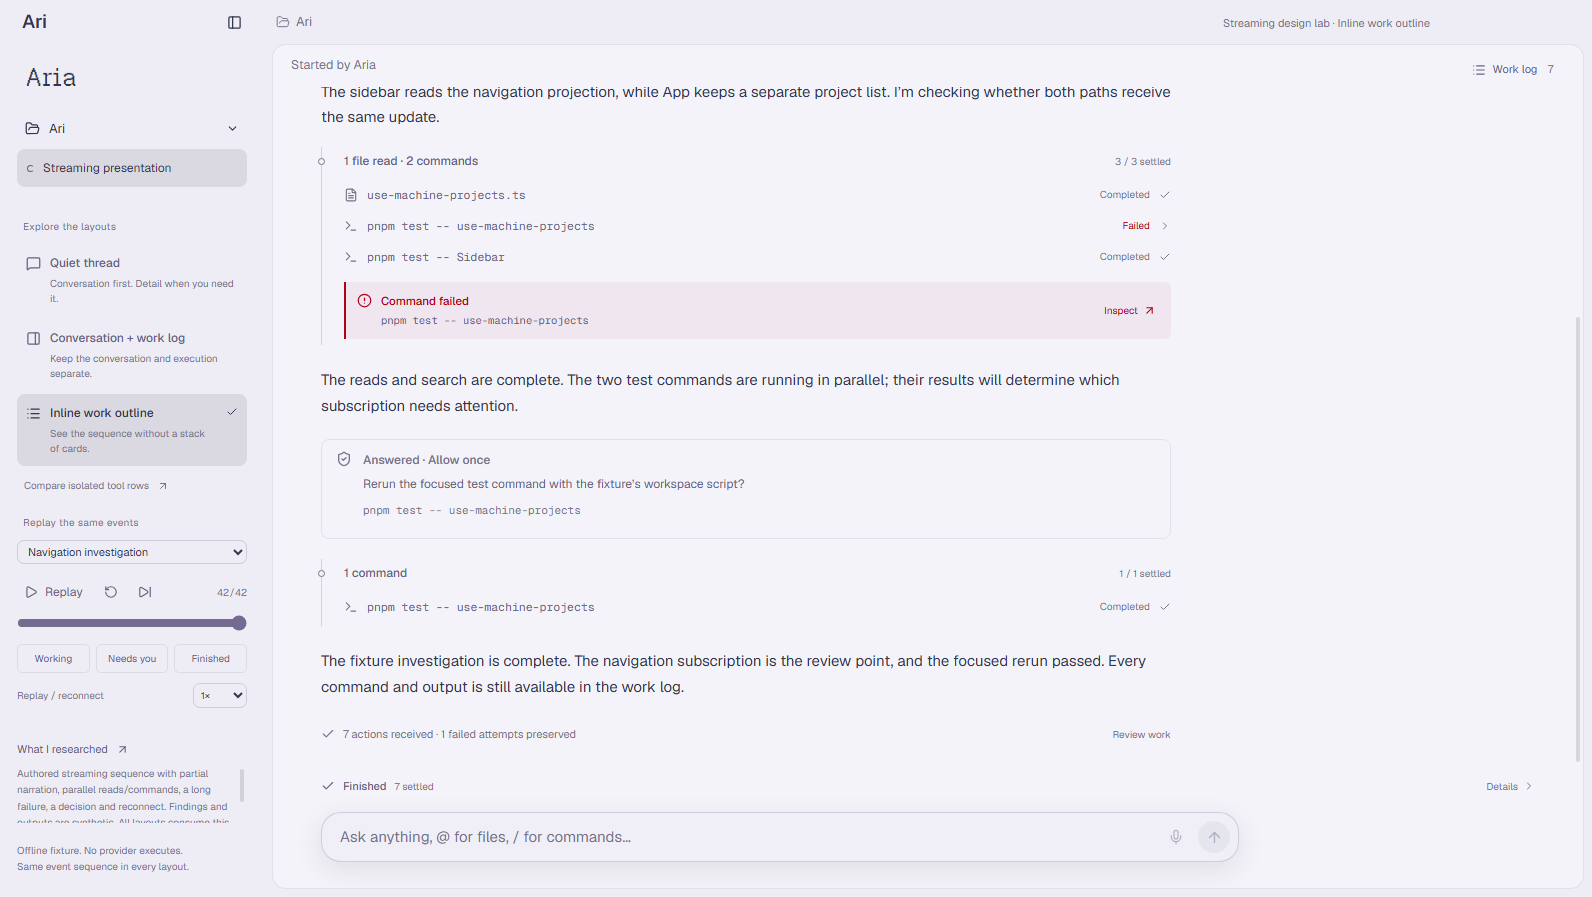 Ari
Aria
Ari
Streaming presentation
Explore the layouts
Quiet thread
Conversation first. Detail when you need
it.
Conversation + work log
Keep the conversation and execution
separate.
Inline work outline
See the sequence without a stack
of cards.
Compare isolated tool rows
Replay the same events
Navigation investigation
Replay
42/42
Working
Needs you
Finished
Replay / reconnect
1×
What I researched
Authored streaming sequence with partial
narration, parallel reads/commands, a long
failure, a decision and reconnect. Findings and
outputs are synthetic. All layouts consume this
Offline fixture. No provider executes.
Same event sequence in every layout.
Ari
Streaming design lab · Inline work outline
Started by Aria
Work log 7
The sidebar reads the navigation projection, while App keeps a separate project list. I’m checking whether both paths receive
the same update.
1 file read · 2 commands
3 / 3 settled
use-machine-projects.ts
Completed
pnpm test -- use-machine-projects
Failed
pnpm test -- Sidebar
Completed
Command failed
pnpm test -- use-machine-projects
Inspect
The reads and search are complete. The two test commands are running in parallel; their results will determine which
subscription needs attention.
Answered · Allow once
Rerun the focused test command with the fixture’s workspace script?
pnpm test -- use-machine-projects
1 command
1 / 1 settled
pnpm test -- use-machine-projects
Completed
The fixture investigation is complete. The navigation subscription is the review point, and the focused rerun passed. Every
command and output is still available in the work log.
7 actions received · 1 failed attempts preserved
Review work
Finished 7 settled
Details
Ask anything, @ for files, / for commands...